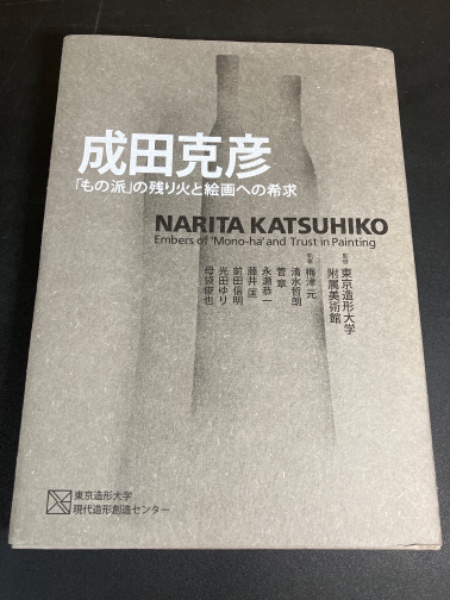 成田克彦
「もの派」の残り火と絵画への希求
NARITA KATSUHIKO
Embers of 'Mono-ha' and Trust in Painting
監修 東京造形大学
附属美術館
執筆 梅津 元
清水哲朗
菅 章
永瀬恭一
藤井 匡
前田信明
光田ゆり
母袋俊也
東京造形大学
現代造形創造センター